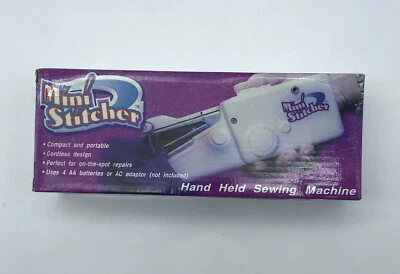 Mini
Stitcher
TM
Mini
Stitcher
• Compact and portable
• Cordless design
• Perfect for on-the-spot repairs
• Uses 4 AA batteries or AC adaptor (not included)
Hand Held Sewing Machine